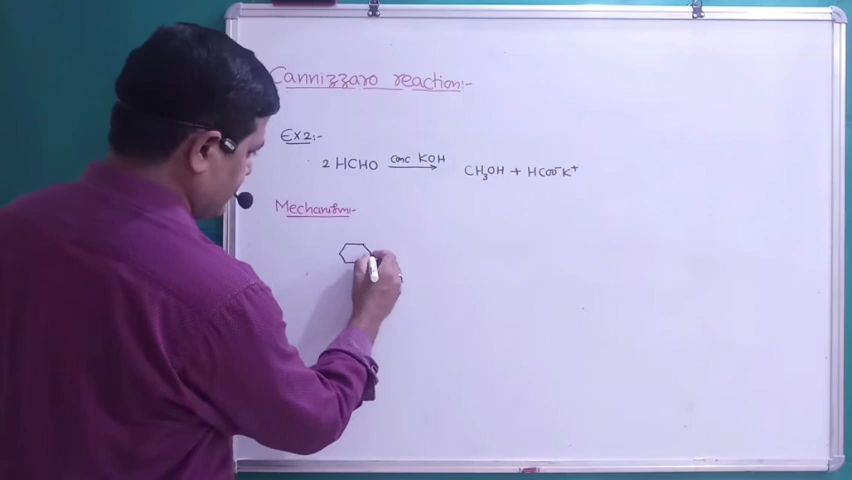 Cannizzaro reaction:-
Ex2:-
2 HCHO conc KOH → CH₃OH + HCOO⁻K⁺
Mechanism:-